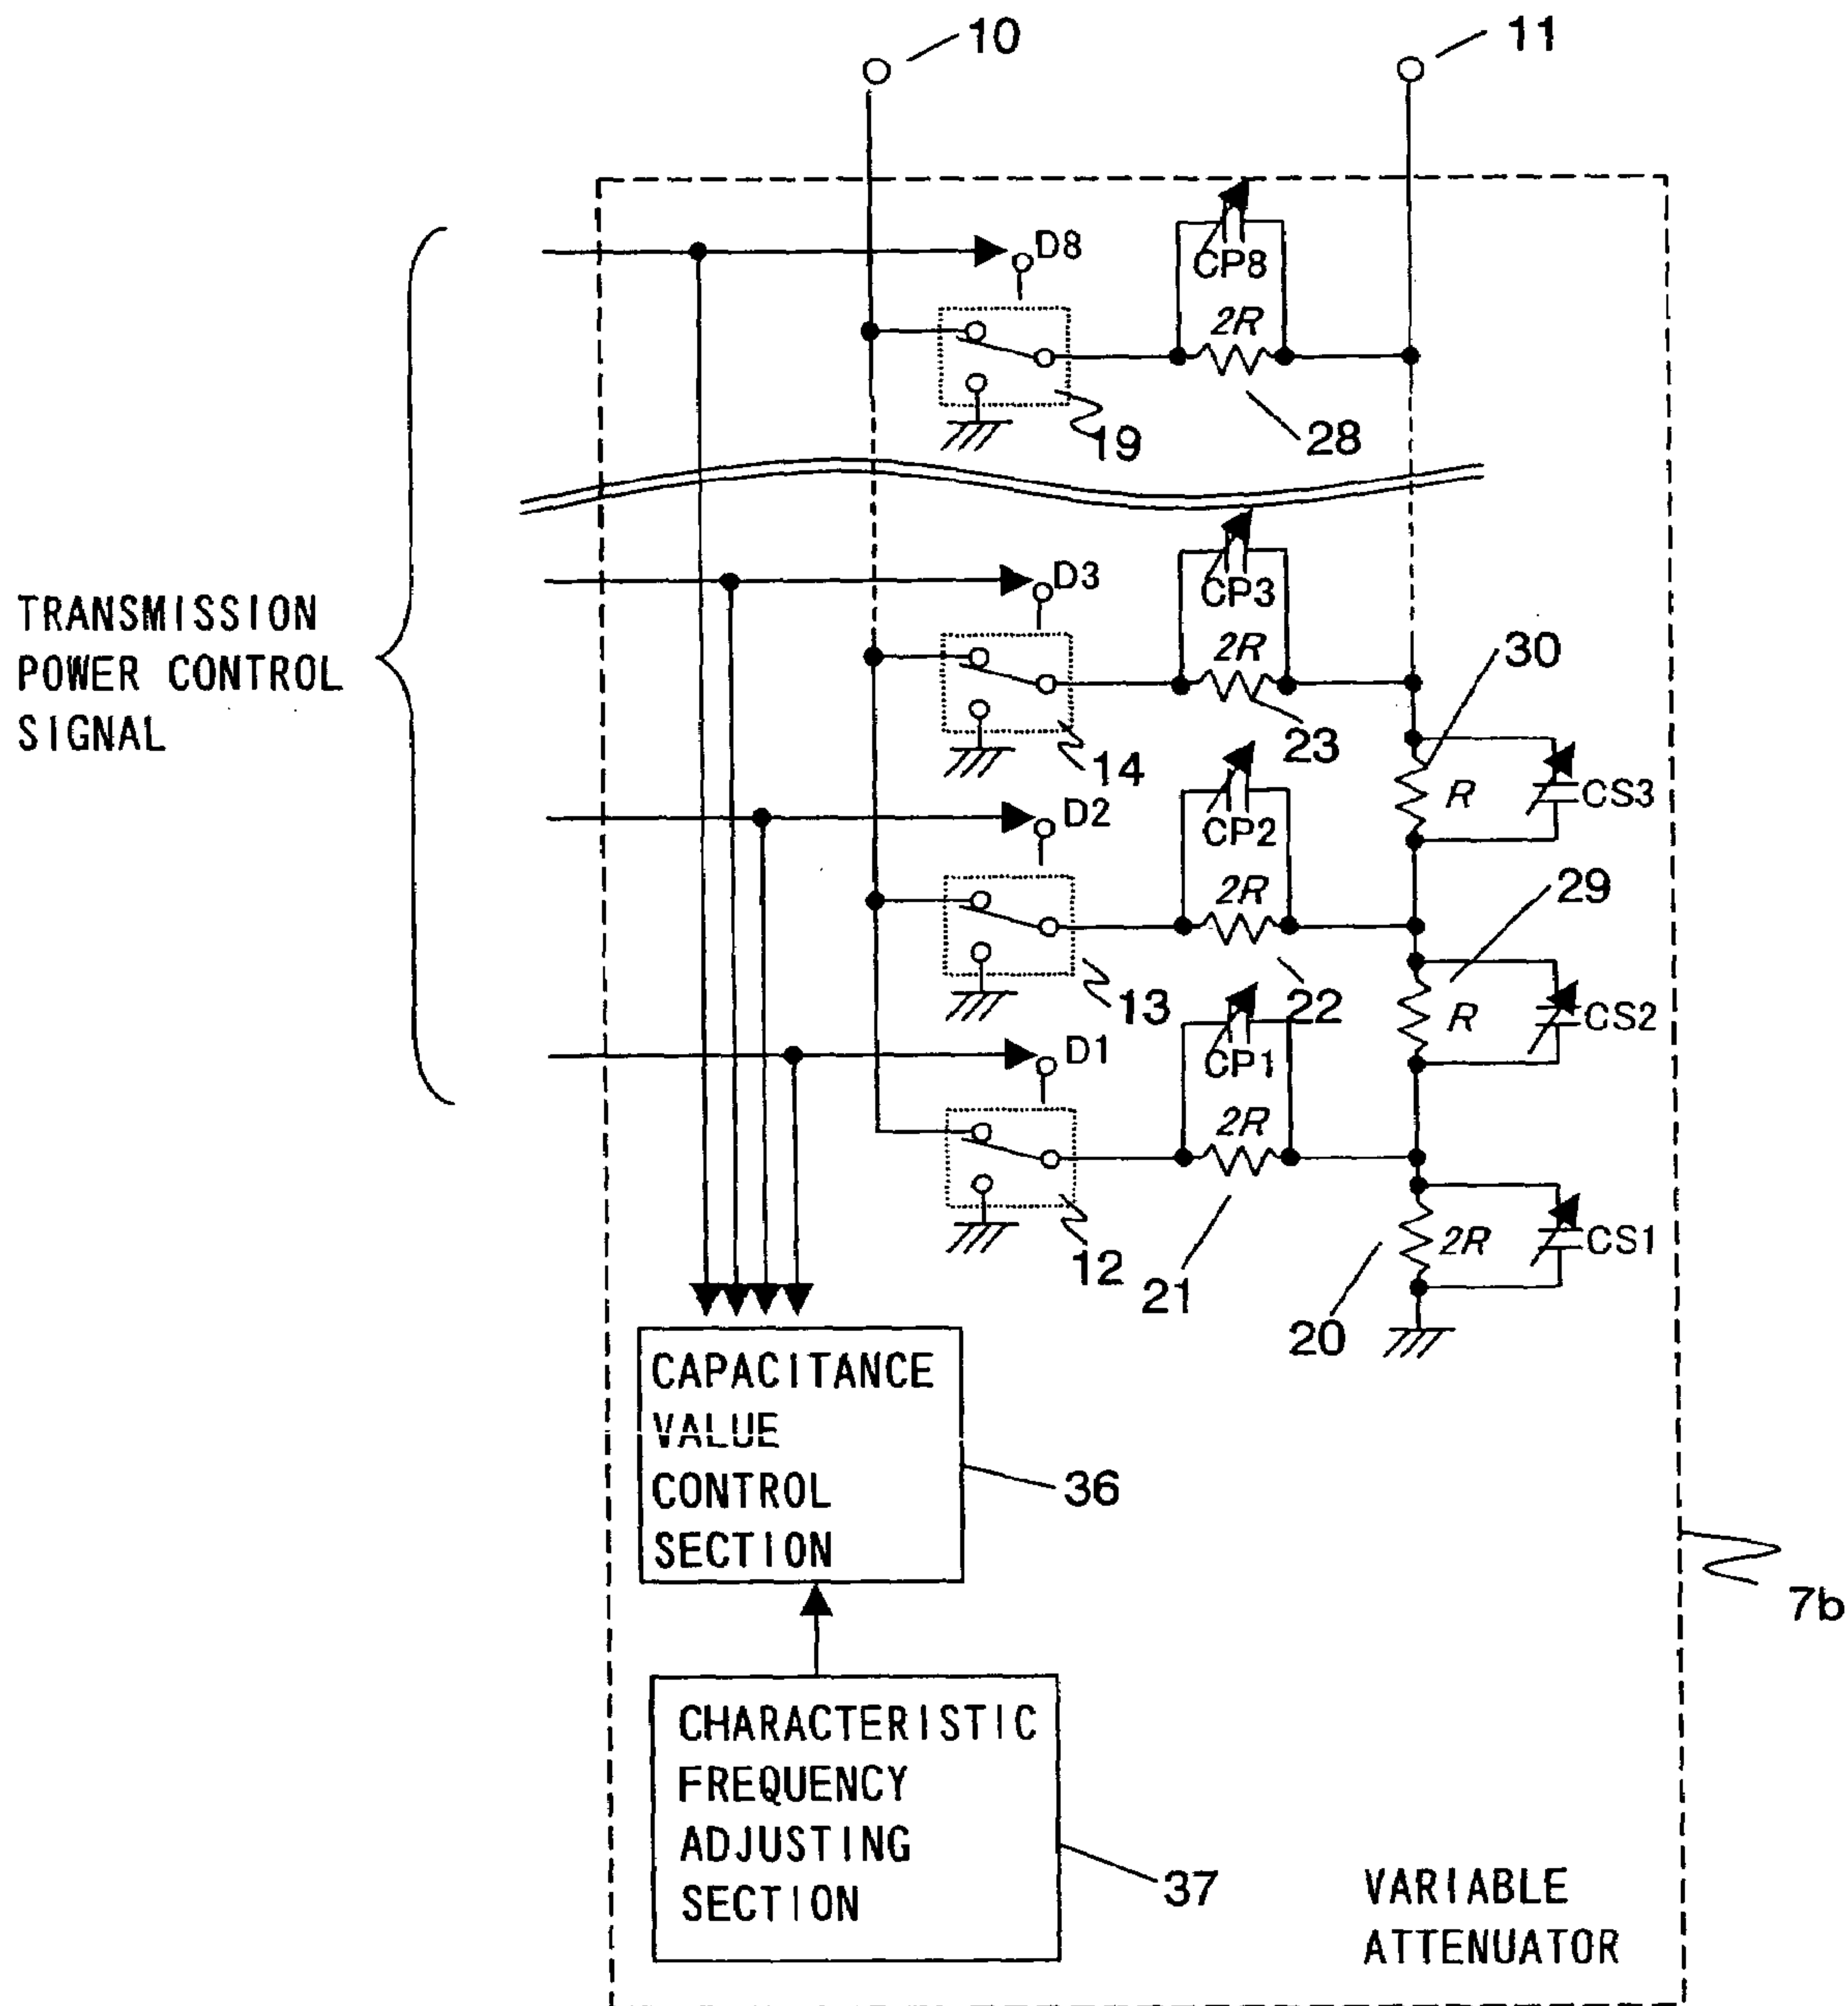 10
11
D8
CP8
2R
19
28
D3
CP3
2R
30
TRANSMISSION
POWER CONTROL
SIGNAL
14
23
R
CS3
D2
CP2
2R
29
13
22
R
CS2
D1
CP1
2R
12
21
20
2R
CS1
CAPACITANCE
VALUE
CONTROL
SECTION
36
7b
CHARACTERISTIC
FREQUENCY
ADJUSTING
SECTION
37
VARIABLE
ATTENUATOR